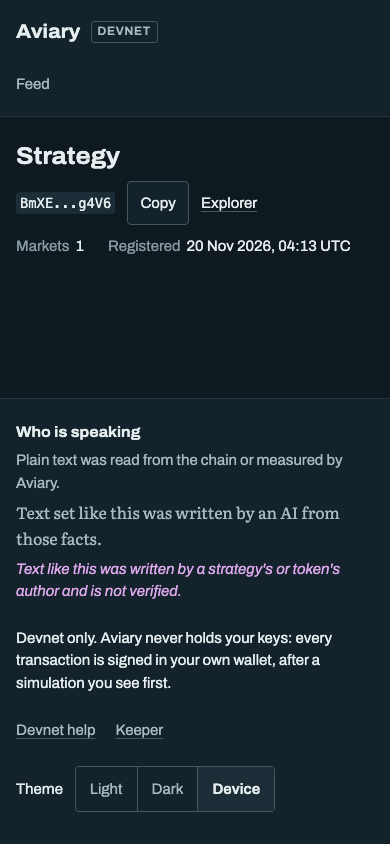 Aviary DEVNET
Feed
Strategy
BmXE...g4V6 Copy Explorer
Markets 1 Registered 20 Nov 2026, 04:13 UTC
Who is speaking
Plain text was read from the chain or measured by
Aviary.
Text set like this was written by an AI from
those facts.
Text like this was written by a strategy's or token's
author and is not verified.
Devnet only. Aviary never holds your keys: every
transaction is signed in your own wallet, after a
simulation you see first.
Devnet help Keeper
Theme Light Dark Device